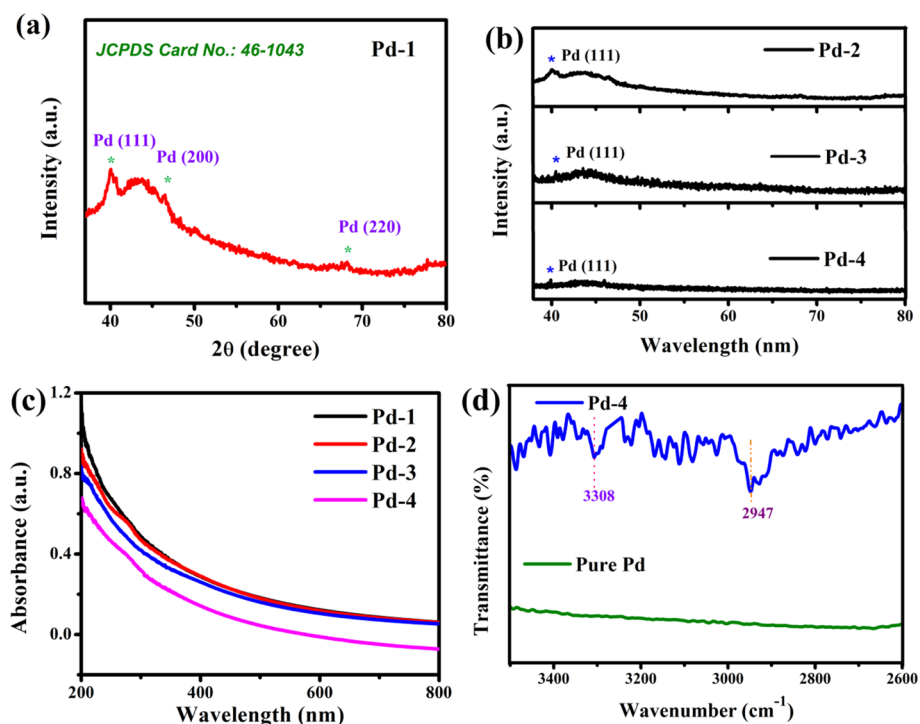 (a)
JCPDS Card No.: 46-1043
Pd-1
Pd (111)
Pd (200)
Pd (220)
Intensity (a.u.)
40 50 60 70 80
2θ (degree)
(b)
Pd-2
* Pd (111)
Pd-3
* Pd (111)
Pd-4
* Pd (111)
Intensity (a.u.)
40 50 60 70 80
Wavelength (nm)
(c)
Pd-1
Pd-2
Pd-3
Pd-4
1.2
0.8
0.4
0.0
Absorbance (a.u.)
200 400 600 800
Wavelength (nm)
(d)
Pd-4
3308
2947
Pure Pd
Transmittance (%)
3400 3200 3000 2800 2600
Wavenumber (cm⁻¹)